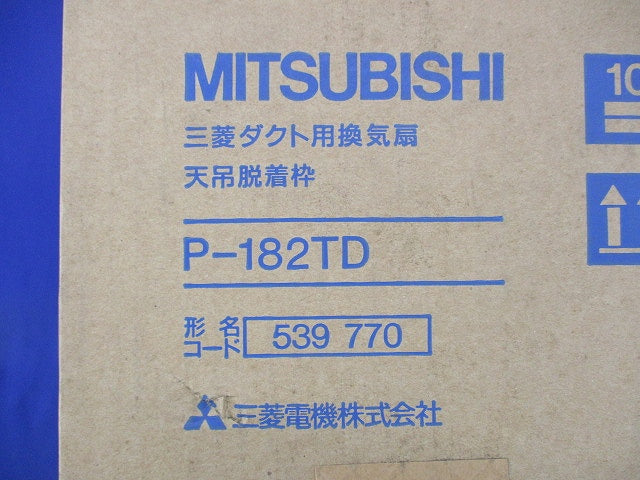 MITSUBISHI
三菱ダクト用換気扇
天吊脱着枠
P-182TD
形名
コード
539 770
三菱電機株式会社
10